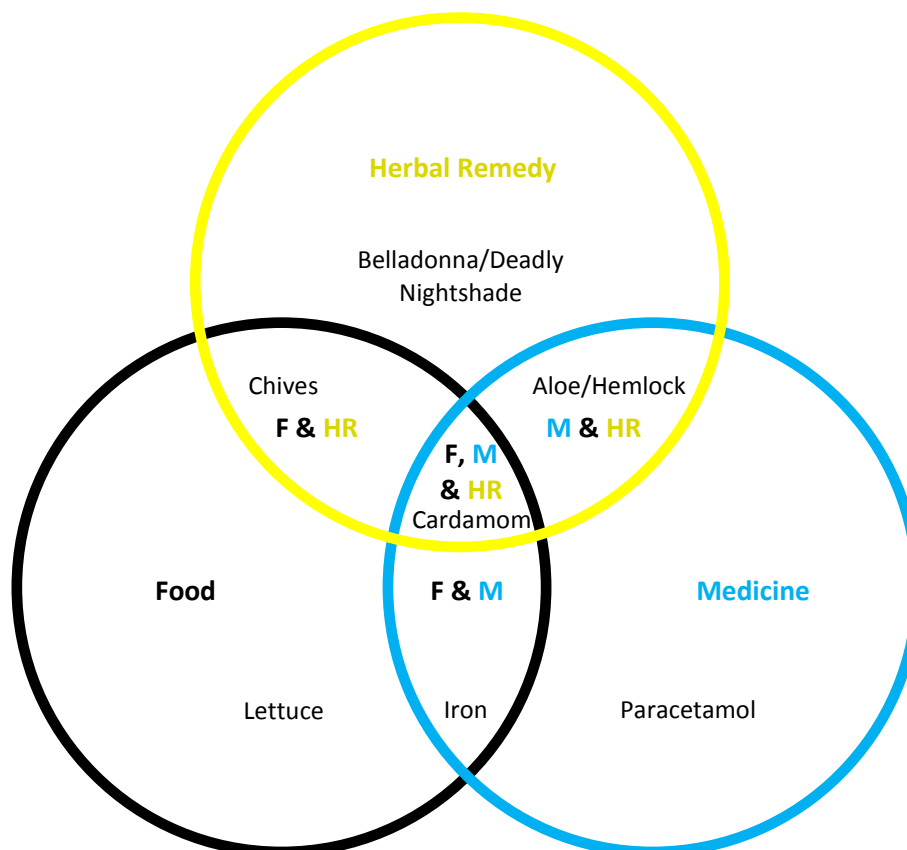 Herbal Remedy
Belladonna/Deadly
Nightshade
Chives
F & HR
Aloe/Hemlock
M & HR
F, M
& HR
Cardamom
Food
F & M
Medicine
Lettuce
Iron
Paracetamol